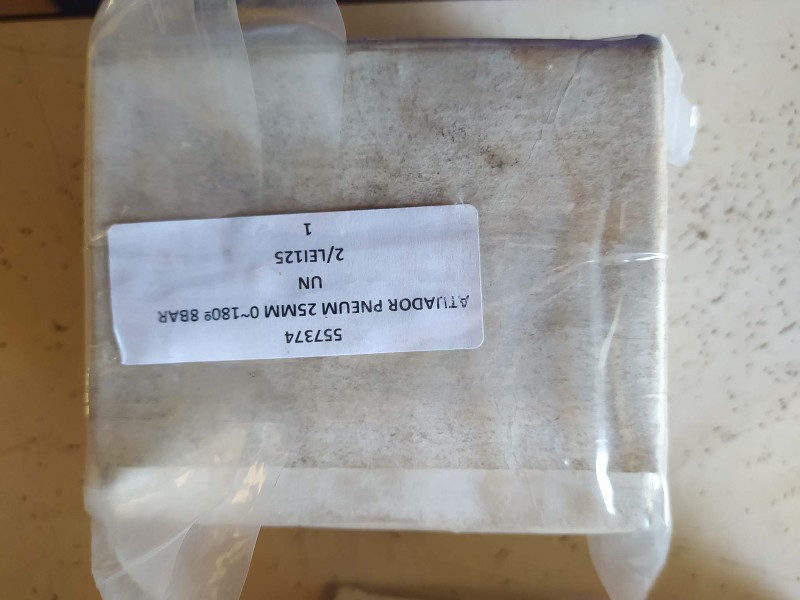 557374
ATUADOR PNEUM 25MM 0~180º 8BAR
UN
2/LEI125
1